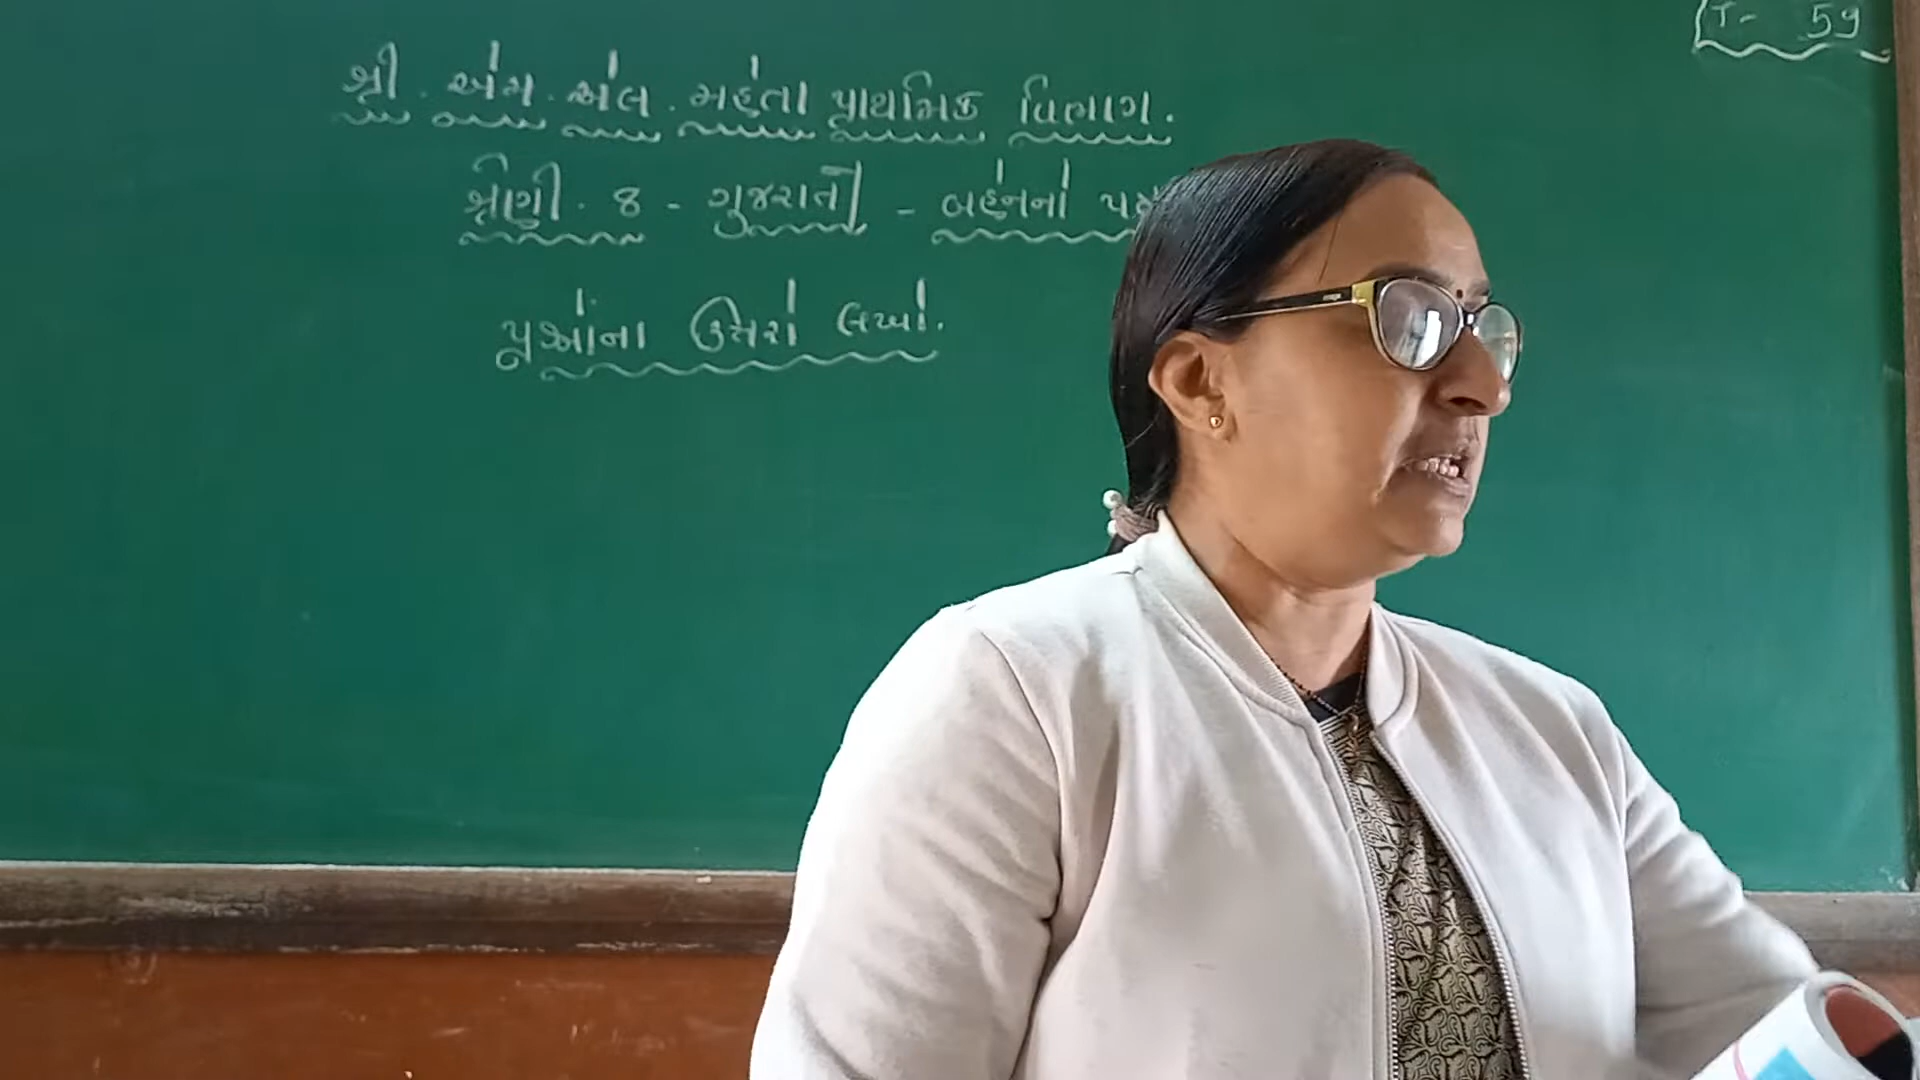 T- 59
શ્રી. એમ. એલ. મહેતા પ્રાથમિક વિભાગ.
શ્રેણી. 8 - ગુજરાતી - બહેનનો
પ્રશ્નોના ઉત્તરો લખો.